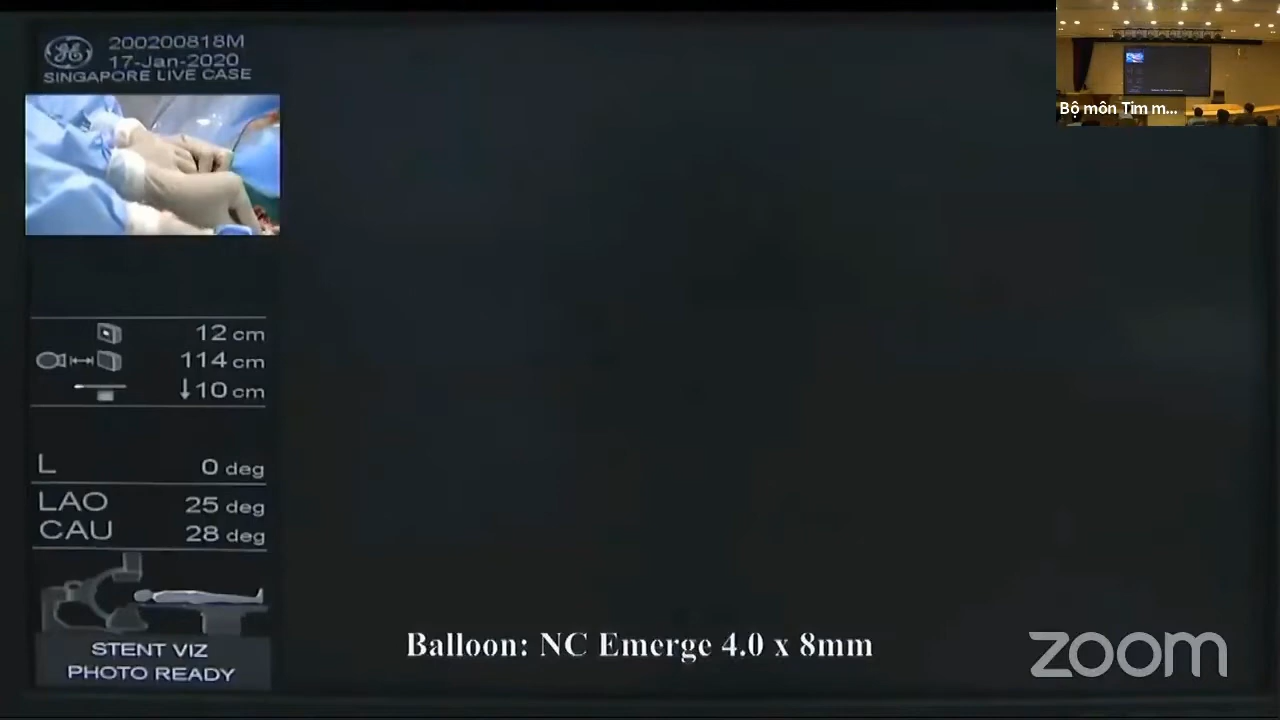 200200818M
17-Jan-2020
SINGAPORE LIVE CASE
Bộ môn Tim m...
12 cm
114 cm
↓10 cm
L 0 deg
LAO 25 deg
CAU 28 deg
STENT VIZ
PHOTO READY
Balloon: NC Emerge 4.0 x 8mm
zoom